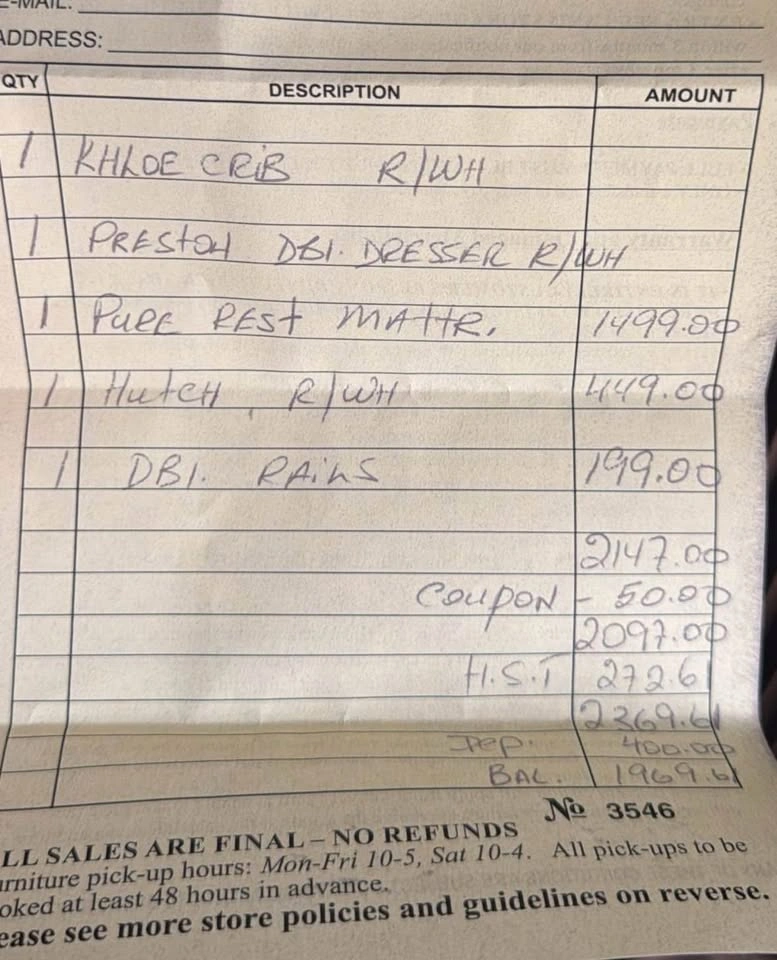 E-MAIL:
ADDRESS:
QTY DESCRIPTION AMOUNT
1 KHLOE CRIB R/WH
1 PRESTON DBl. DRESSER R/WH
1 PURE REST MATTR. 1499.00
1 HUTCH R/WH 449.00
1 DBl. RAILS 199.00
2147.00
COUPON - 50.00
2097.00
H.S.T 272.61
2369.61
Dep. 400.00
BAL. 1969.61
No 3546
LL SALES ARE FINAL – NO REFUNDS
urniture pick-up hours: Mon-Fri 10-5, Sat 10-4. All pick-ups to be
ooked at least 48 hours in advance.
ease see more store policies and guidelines on reverse.